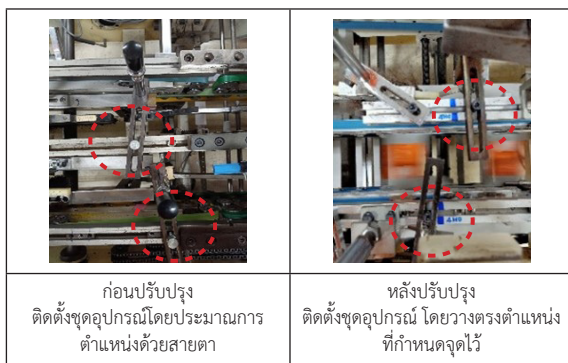 ก่อนปรับปรุง
ติดตั้งชุดอุปกรณ์โดยประมาณการ
ตำแหน่งด้วยสายตา
หลังปรับปรุง
ติดตั้งชุดอุปกรณ์ โดยวางตรงตำแหน่ง
ที่กำหนดจุดไว้